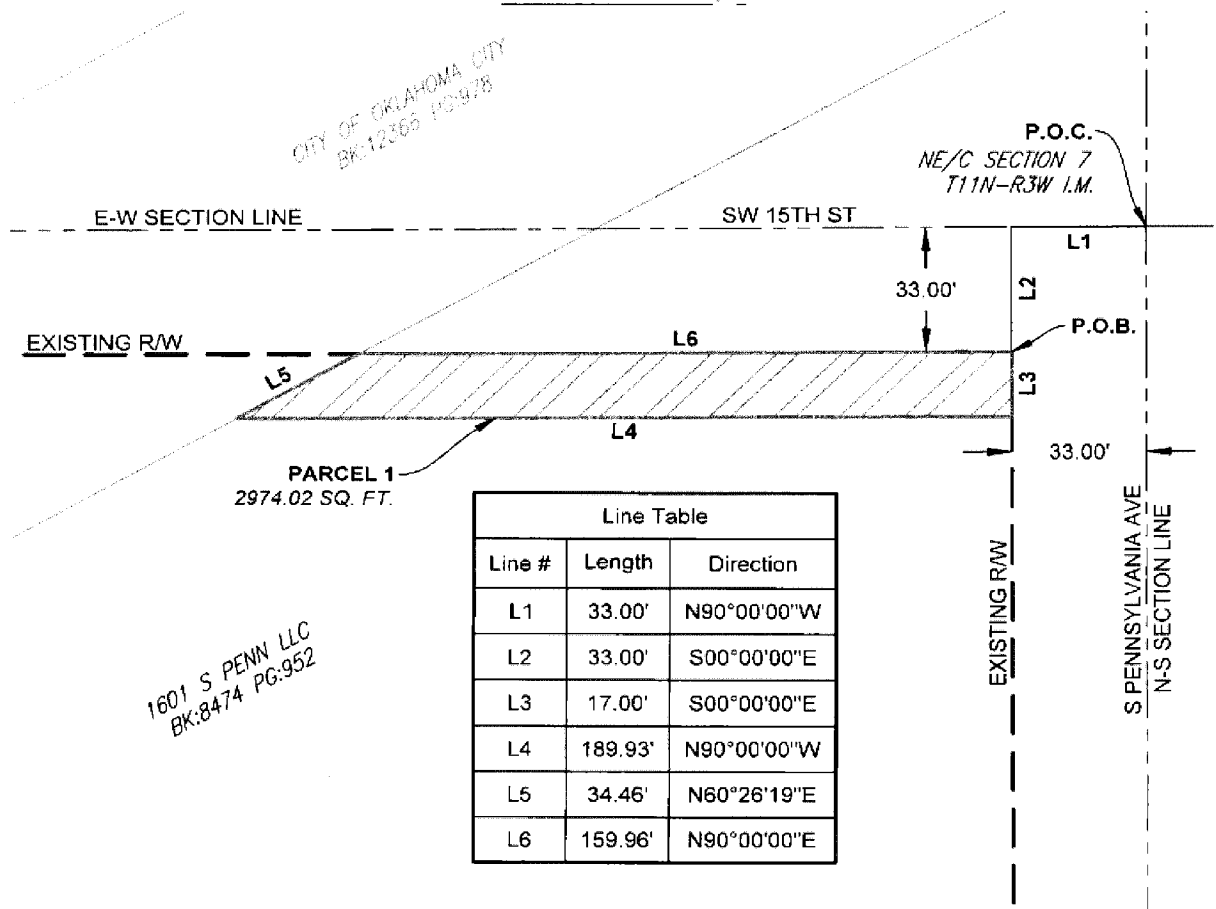 CITY OF OKLAHOMA CITY
BK:12366 PG:978
P.O.C.
NE/C SECTION 7
T11N-R3W I.M.
E-W SECTION LINE
SW 15TH ST
L1
L2
33.00'
P.O.B.
EXISTING R/W
L6
L5
L3
L4
33.00'
PARCEL 1
2974.02 SQ. FT.
Line Table
Line # Length Direction
L1 33.00' N90°00'00"W
L2 33.00' S00°00'00"E
L3 17.00' S00°00'00"E
L4 189.93' N90°00'00"W
L5 34.46' N60°26'19"E
L6 159.96' N90°00'00"E
1601 S PENN LLC
BK:8474 PG:952
EXISTING R/W
S PENNSYLVANIA AVE
N-S SECTION LINE